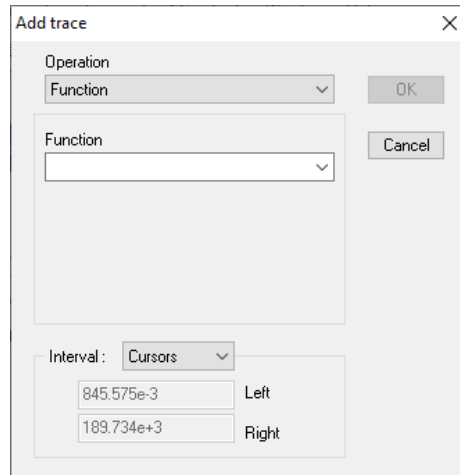 Add trace
Operation
Function
OK
Function
Cancel
Interval : Cursors
845.575e-3 Left
189.734e+3 Right